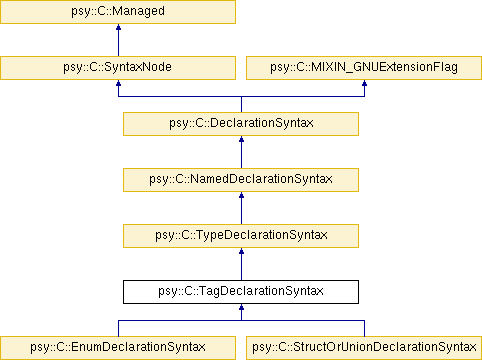 psy::C::Managed
psy::C::SyntaxNode
psy::C::MIXIN_GNUExtensionFlag
psy::C::DeclarationSyntax
psy::C::NamedDeclarationSyntax
psy::C::TypeDeclarationSyntax
psy::C::TagDeclarationSyntax
psy::C::EnumDeclarationSyntax
psy::C::StructOrUnionDeclarationSyntax